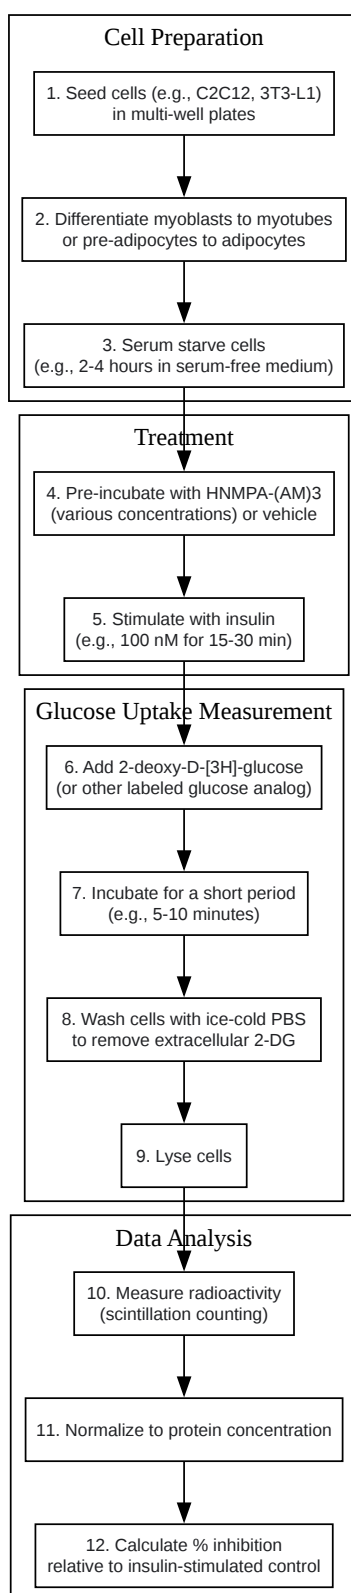 Cell Preparation
1. Seed cells (e.g., C2C12, 3T3-L1)
in multi-well plates
2. Differentiate myoblasts to myotubes
or pre-adipocytes to adipocytes
3. Serum starve cells
(e.g., 2-4 hours in serum-free medium)
Treatment
4. Pre-incubate with HNMPA-(AM)3
(various concentrations) or vehicle
5. Stimulate with insulin
(e.g., 100 nM for 15-30 min)
Glucose Uptake Measurement
6. Add 2-deoxy-D-[3H]-glucose
(or other labeled glucose analog)
7. Incubate for a short period
(e.g., 5-10 minutes)
8. Wash cells with ice-cold PBS
to remove extracellular 2-DG
9. Lyse cells
Data Analysis
10. Measure radioactivity
(scintillation counting)
11. Normalize to protein concentration
12. Calculate % inhibition
relative to insulin-stimulated control